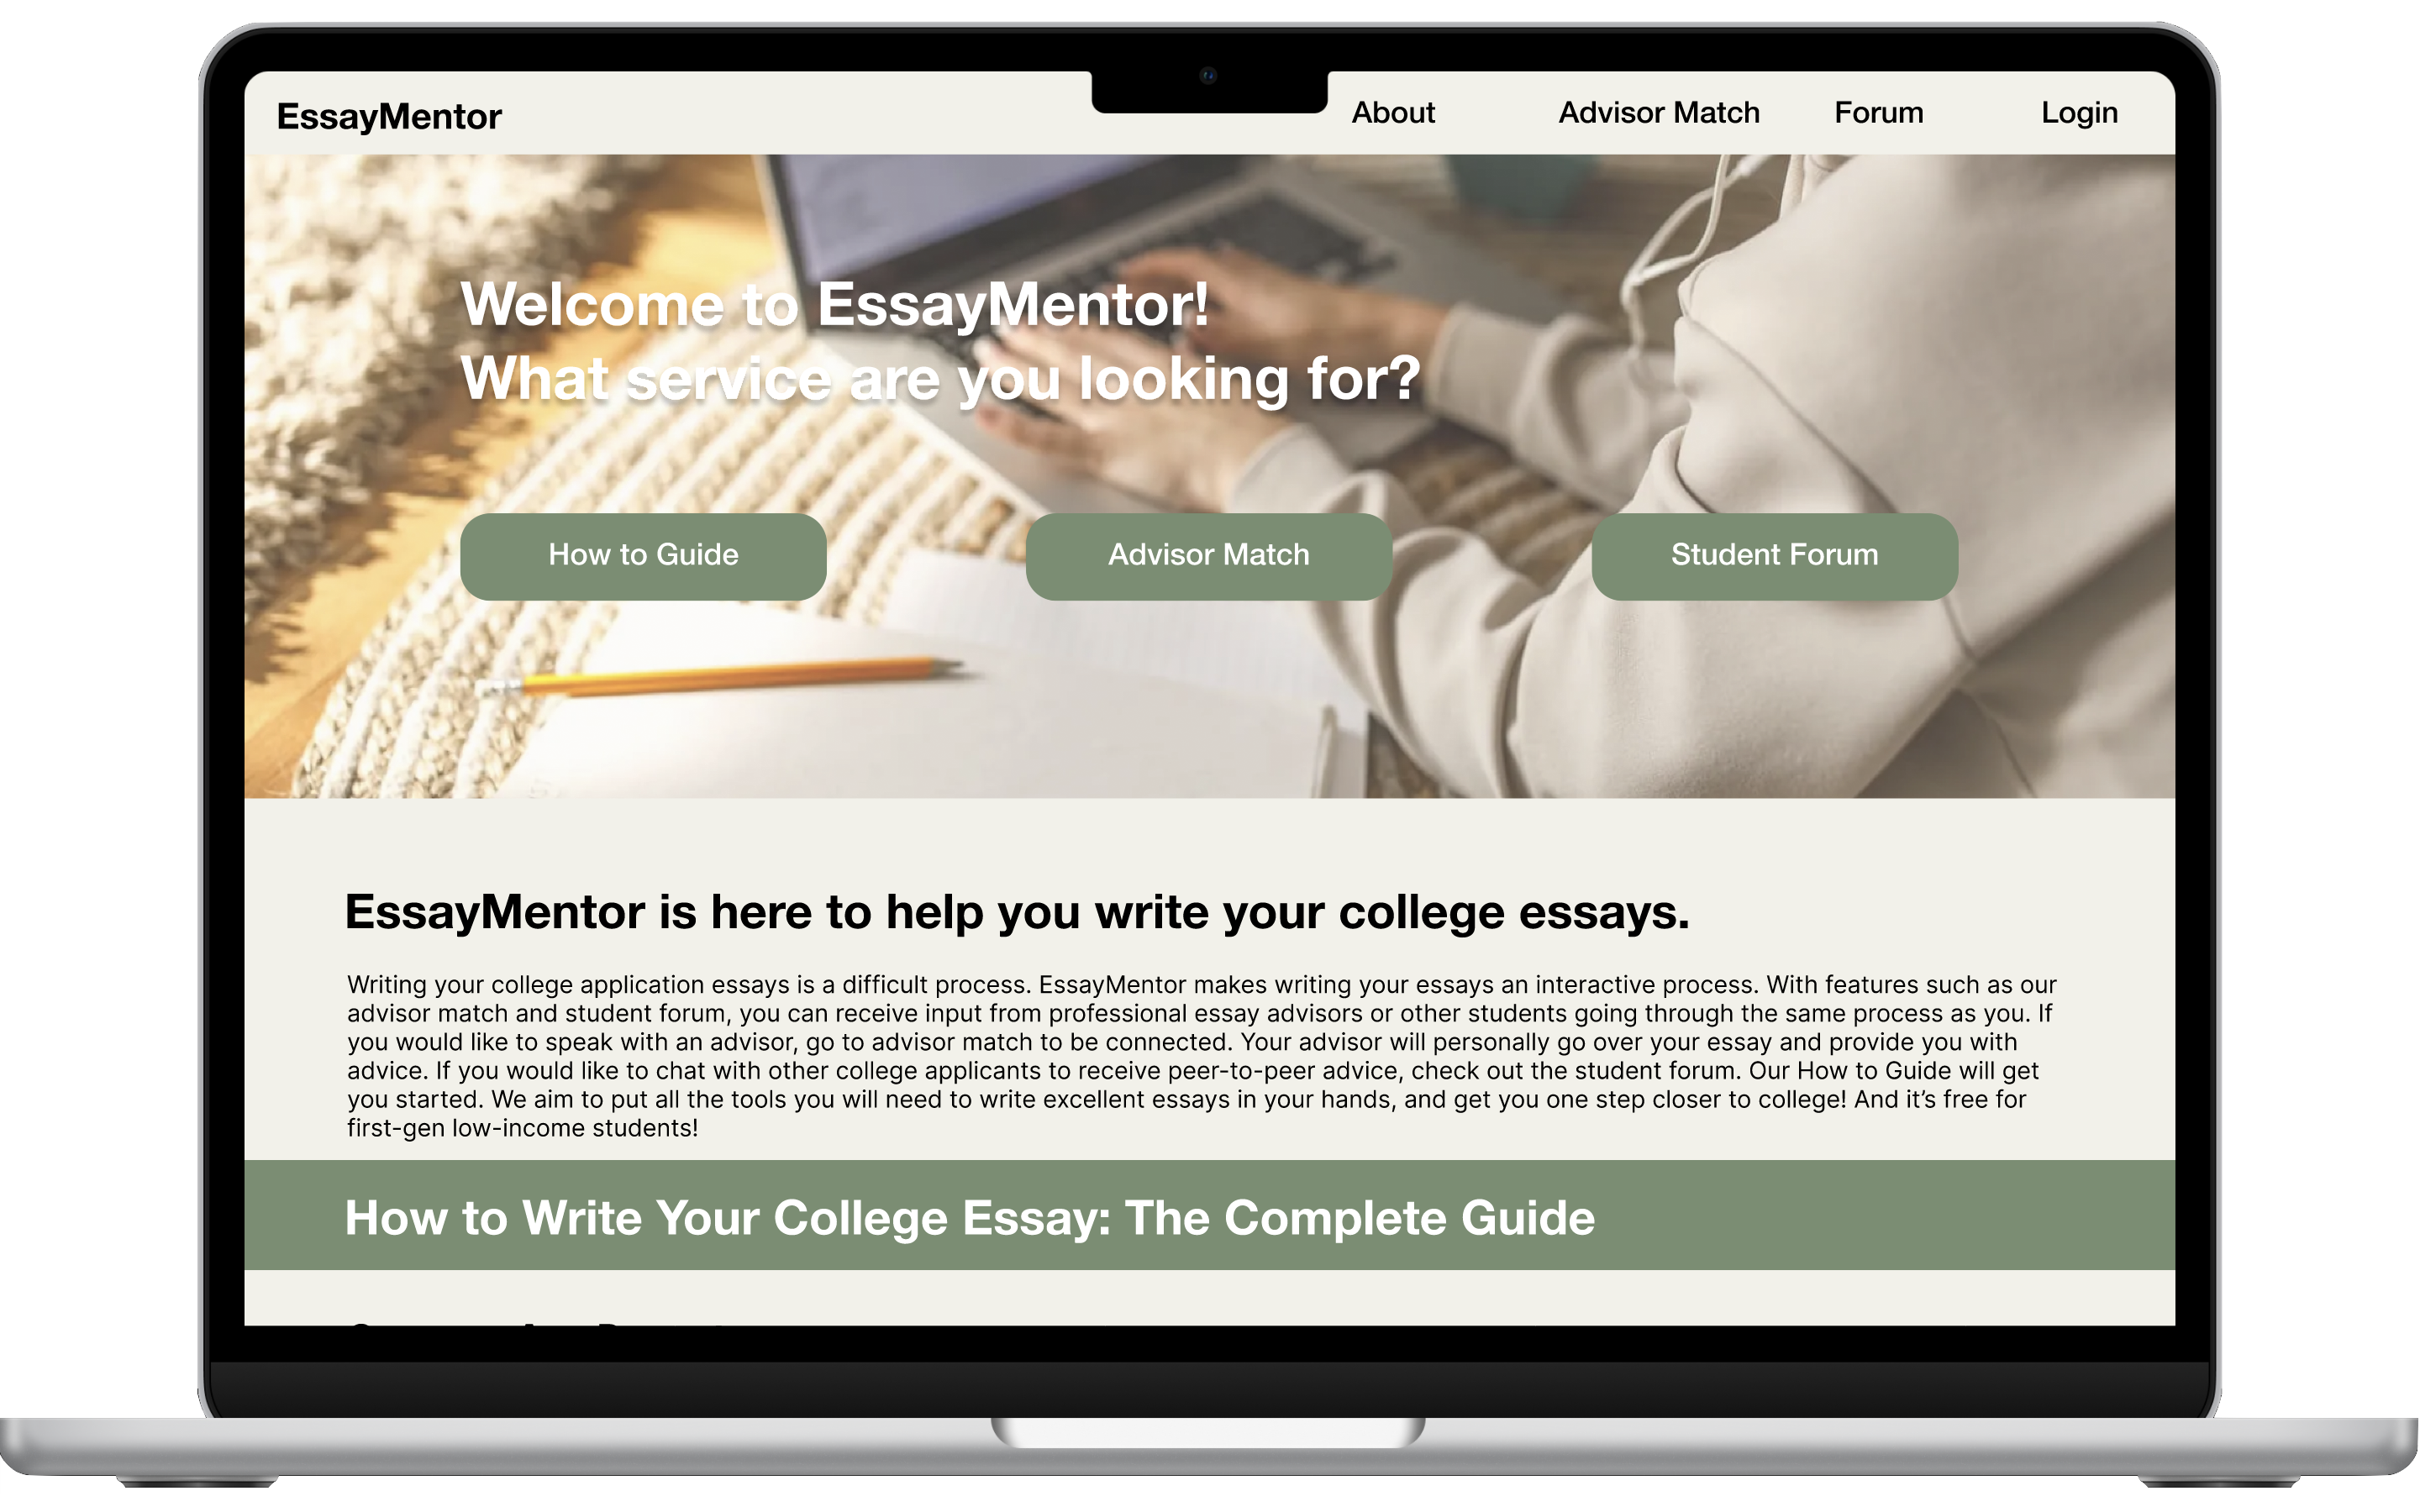 EssayMentor
About Advisor Match Forum Login
Welcome to EssayMentor!
What service are you looking for?
How to Guide Advisor Match Student Forum
EssayMentor is here to help you write your college essays.
Writing your college application essays is a difficult process. EssayMentor makes writing your essays an interactive process. With features such as our
advisor match and student forum, you can receive input from professional essay advisors or other students going through the same process as you. If
you would like to speak with an advisor, go to advisor match to be connected. Your advisor will personally go over your essay and provide you with
advice. If you would like to chat with other college applicants to receive peer-to-peer advice, check out the student forum. Our How to Guide will get
you started. We aim to put all the tools you will need to write excellent essays in your hands, and get you one step closer to college! And it’s free for
first-gen low-income students!
How to Write Your College Essay: The Complete Guide